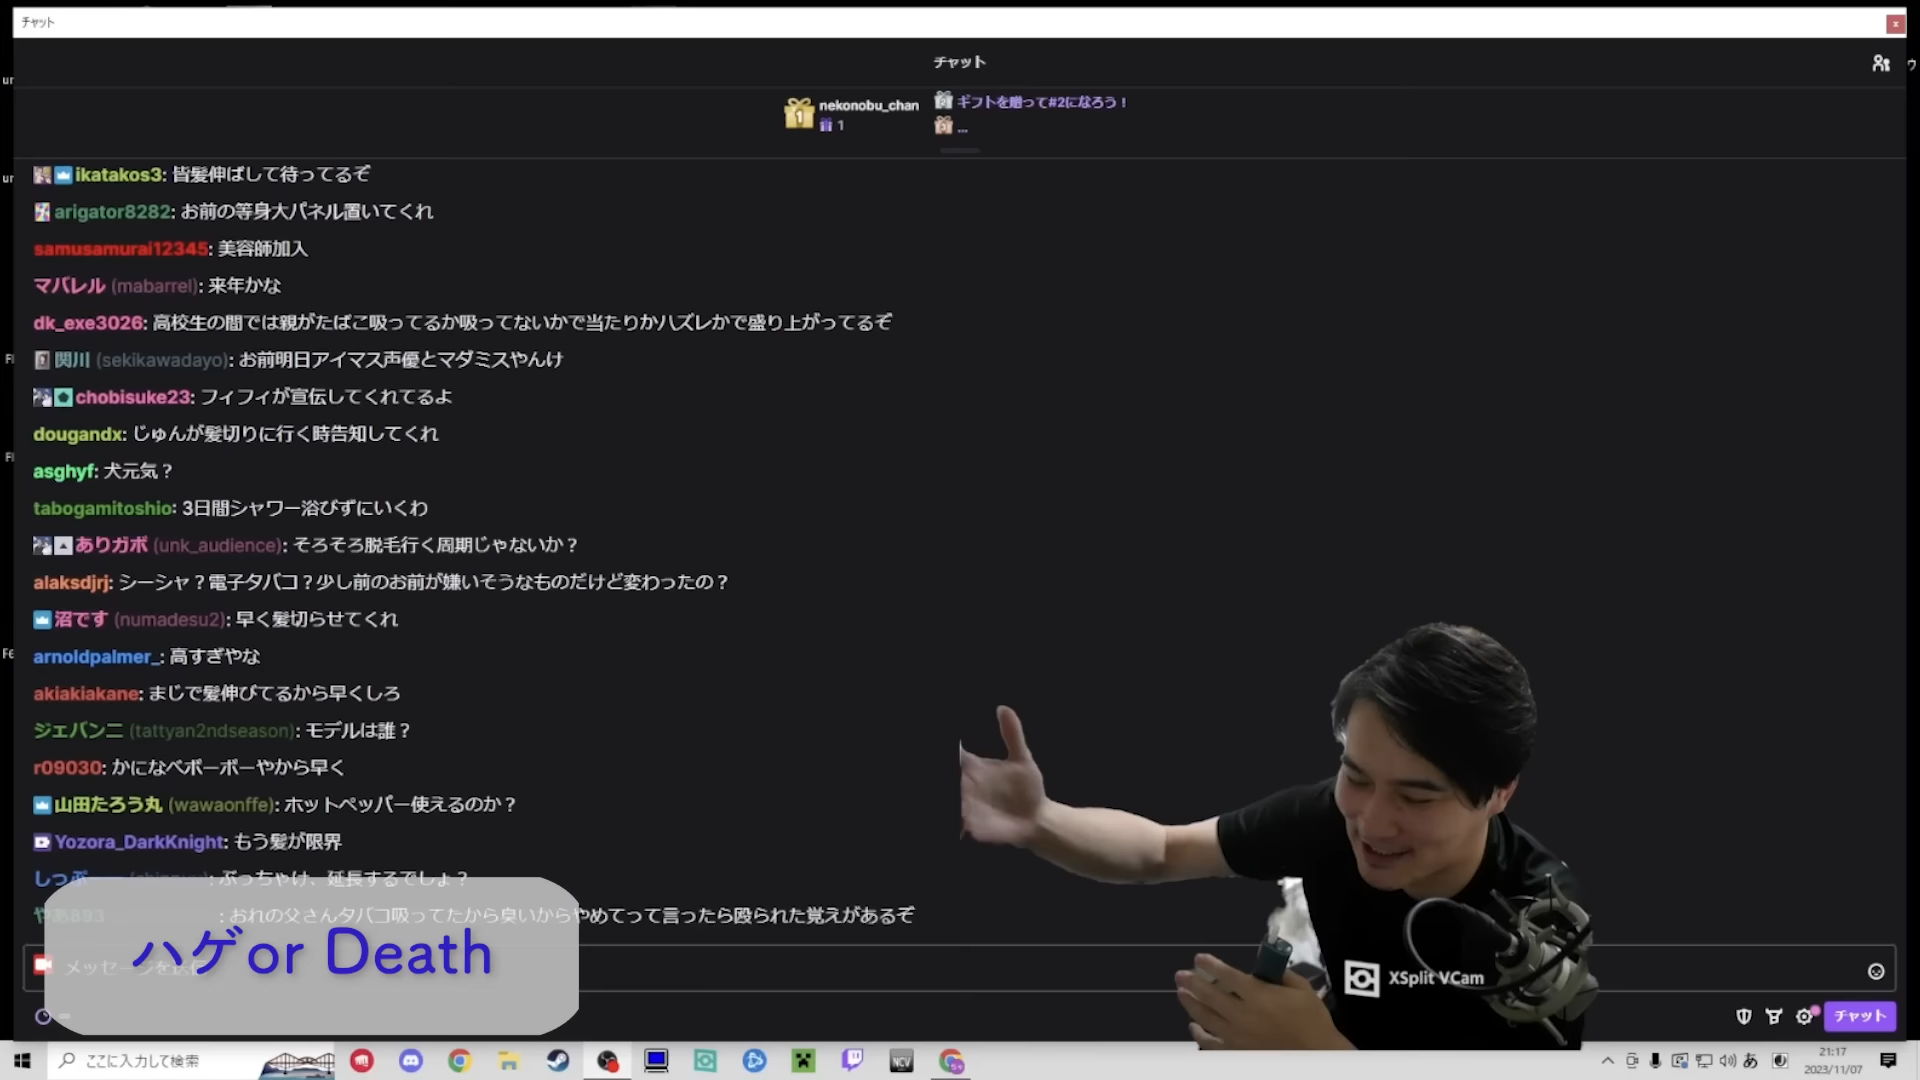 チャット
チャット
nekonobu_chan
1
ギフトを贈って#2になろう！
...
ikatakos3: 皆髪伸ばして待ってるぞ
arigator8282: お前の等身大パネル置いてくれ
samusamurai12345: 美容師加入
マバレル (mabarrel): 来年かな
dk_exe3026: 高校生の間では親がたばこ吸ってるか吸ってないかで当たりかハズレかで盛り上がってるぞ
関川 (sekikawadayo): お前明日アイマス声優とマダミスやんけ
chobisuke23: フィフィが宣伝してくれてるよ
dougandx: じゅんが髪切りに行く時告知してくれ
asghyf: 犬元気？
tabogamitoshio: 3日間シャワー浴びずにいくわ
ありガボ (unk_audience): そろそろ脱毛行く周期じゃないか？
alaksdjrj: シーシャ？電子タバコ？少し前のお前が嫌いそうなものだけど変わったの？
沼です (numadesu2): 早く髪切らせてくれ
arnoldpalmer_: 高すぎやな
akiakiakane: まじで髪伸びてるから早くしろ
ジェバンニ (tattyan2ndseason): モデルは誰？
r09030: かになべボーボーやから早く
山田たろう丸 (wawaonffe): ホットペッパー使えるのか？
Yozora_DarkKnight: もう髪が限界
しっぷ : ぶっちゃけ、延長するでしょ？
: おれの父さんタバコ吸ってたから臭いからやめてって言ったら殴られた覚えがあるぞ
ハゲor Death
メッセージを送信
XSplit VCam
チャット
ここに入力して検索
NCV
あ
21:17
2023/11/07